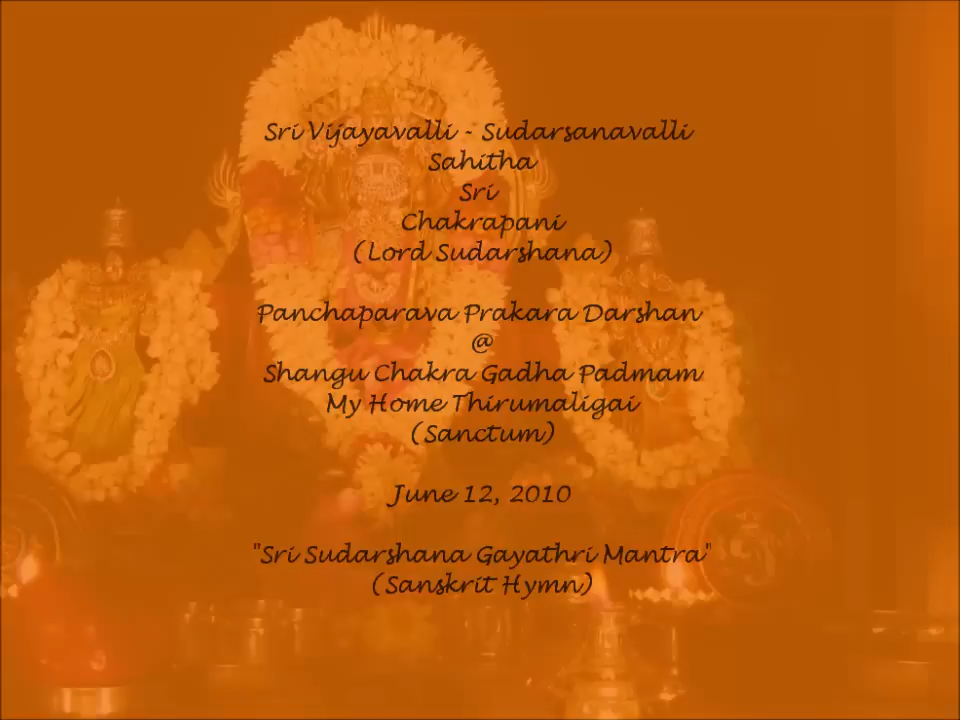 Sri Vijayavalli - Sudarsanavalli
Sahitha
Sri
Chakrapani
(Lord Sudarshana)
Panchaparava Prakara Darshan
@
Shangu Chakra Gadha Padmam
My Home Thirumaligai
(Sanctum)
June 12, 2010
"Sri Sudarshana Gayathri Mantra"
(Sanskrit Hymn)